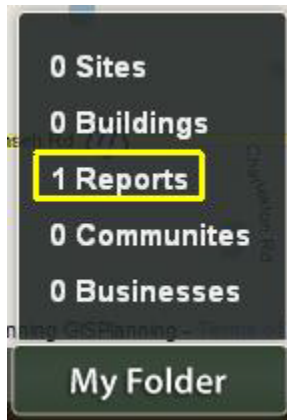 0 Sites
0 Buildings
1 Reports
0 Communites
0 Businesses
My Folder